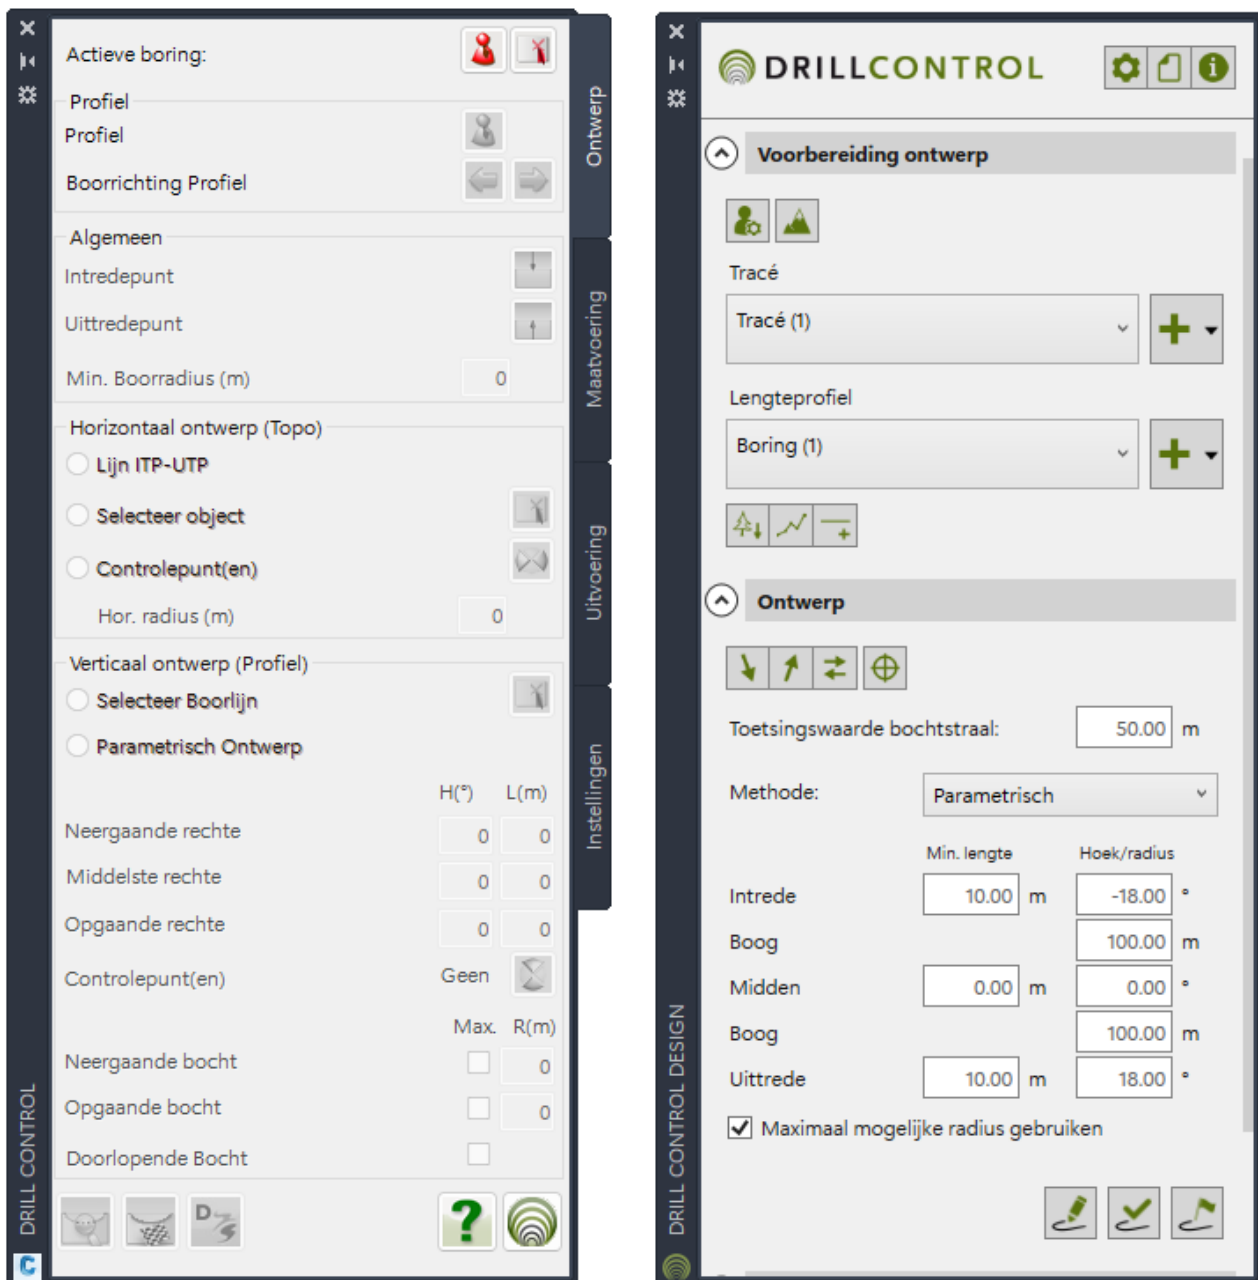 Actieve boring:
Profiel
Profiel
Boorrichting Profiel
Algemeen
Intredepunt
Uittredepunt
Min. Boorradius (m) 0
Horizontaal ontwerp (Topo)
Lijn ITP-UTP
Selecteer object
Controlepunt(en)
Hor. radius (m) 0
Verticaal ontwerp (Profiel)
Selecteer Boorlijn
Parametrisch Ontwerp
H(°) L(m)
Neergaande rechte 0 0
Middelste rechte 0 0
Opgaande rechte 0 0
Controlepunt(en) Geen
Max. R(m)
Neergaande bocht 0
Opgaande bocht 0
Doorlopende Bocht
D
S
?
Ontwerp
Maatvoering
Uitvoering
Instellingen
DRILL CONTROL
C
DRILLCONTROL
Voorbereiding ontwerp
Tracé
Tracé (1)
Lengteprofiel
Boring (1)
Ontwerp
Toetsingswaarde bochtstraal: 50.00 m
Methode: Parametrisch
Min. lengte Hoek/radius
Intrede 10.00 m -18.00 °
Boog 100.00 m
Midden 0.00 m 0.00 °
Boog 100.00 m
Uittrede 10.00 m 18.00 °
Maximaal mogelijke radius gebruiken
DRILL CONTROL DESIGN